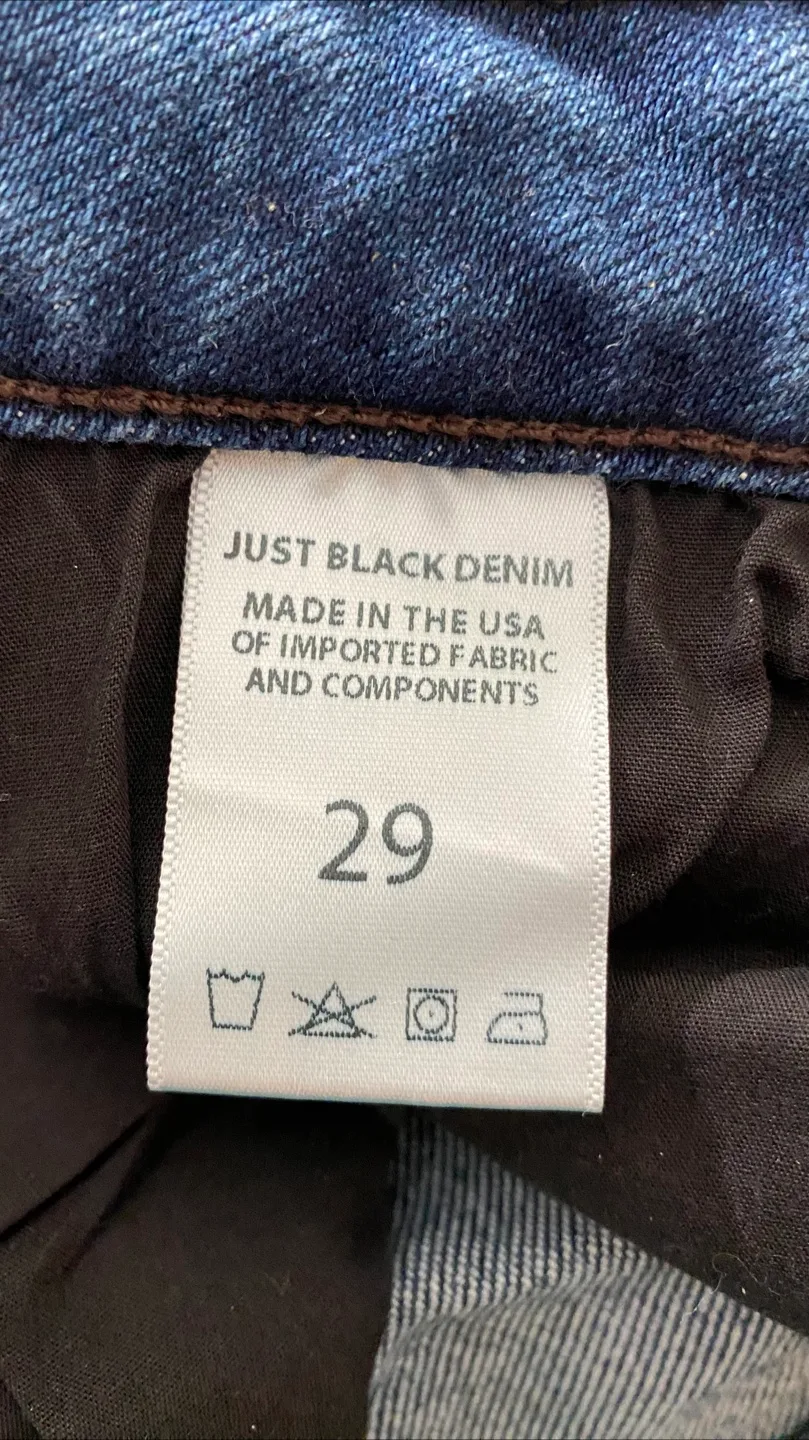 JUST BLACK DENIM
MADE IN THE USA
OF IMPORTED FABRIC
AND COMPONENTS
29